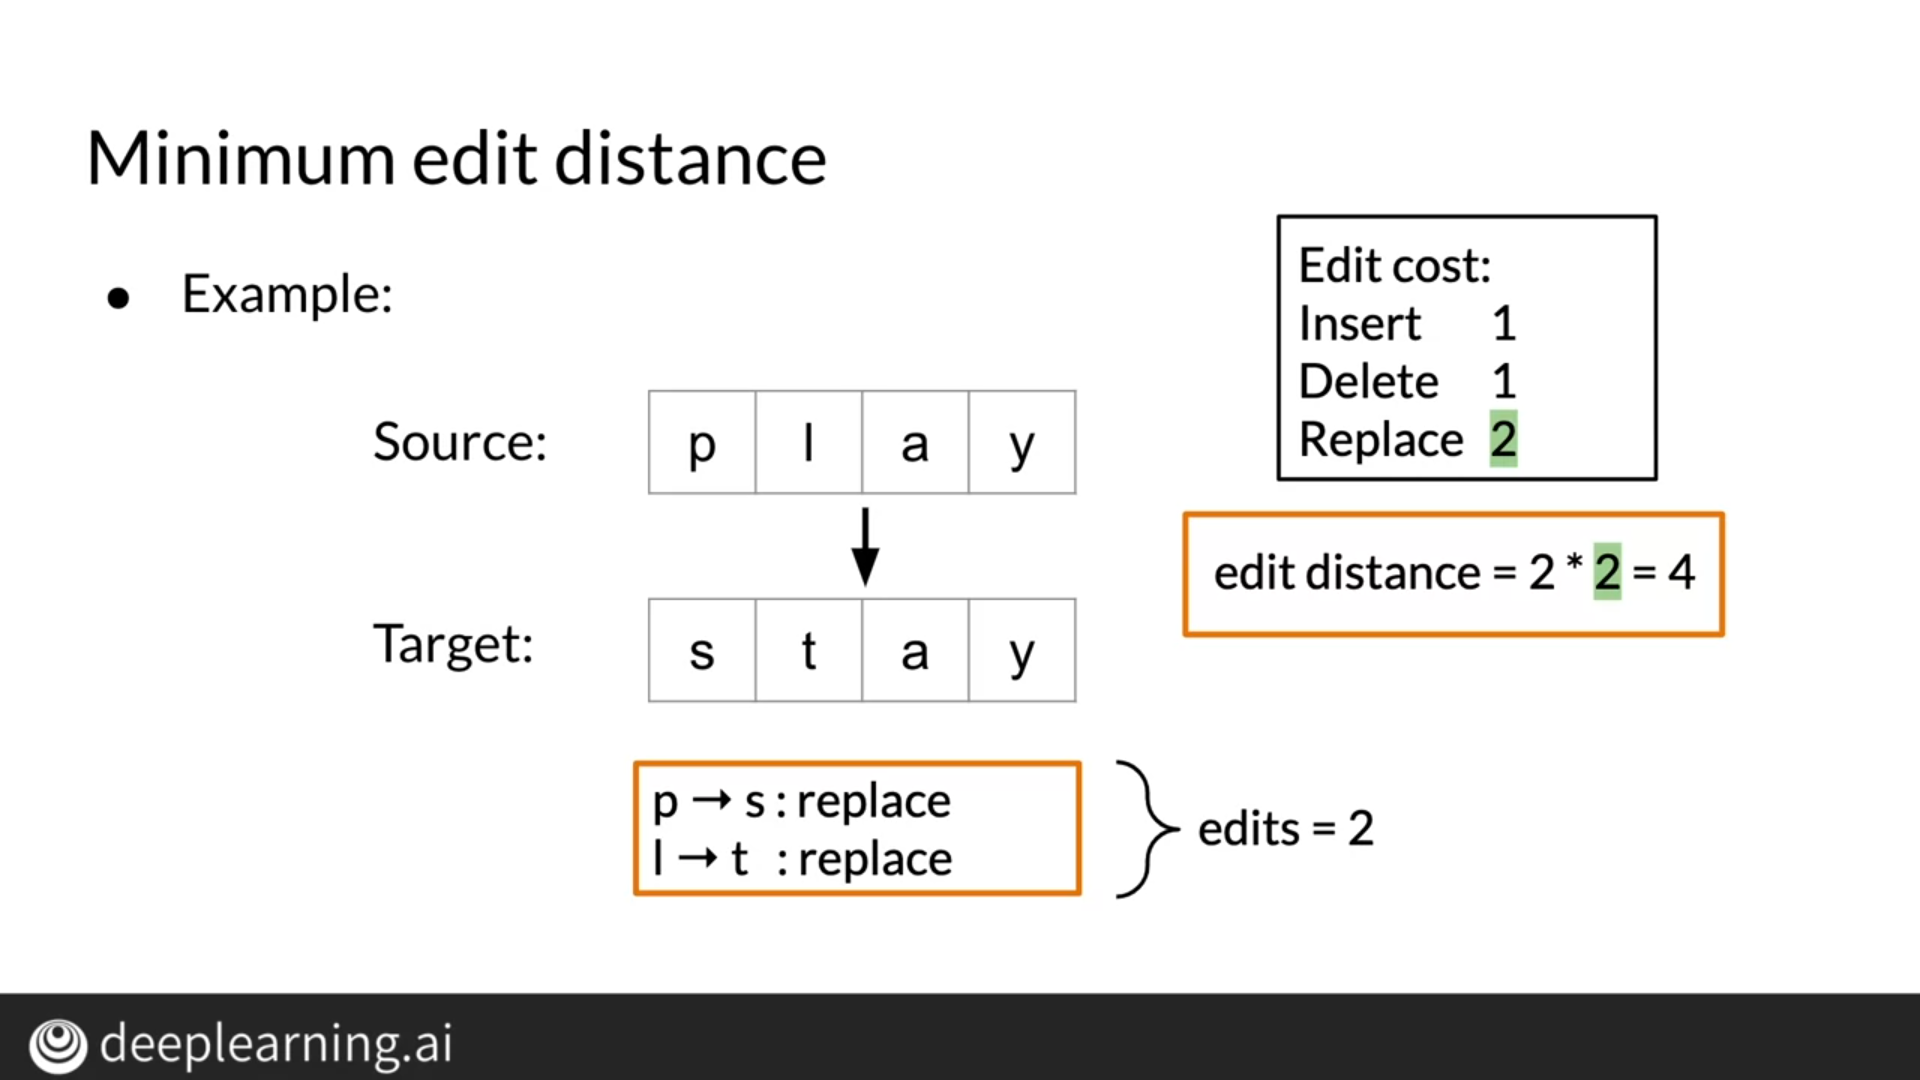 Minimum edit distance
● Example:
Edit cost:
Insert 1
Delete 1
Replace 2
Source: p l a y
edit distance = 2 * 2 = 4
Target: s t a y
p → s : replace
l → t : replace
edits = 2
deeplearning.ai